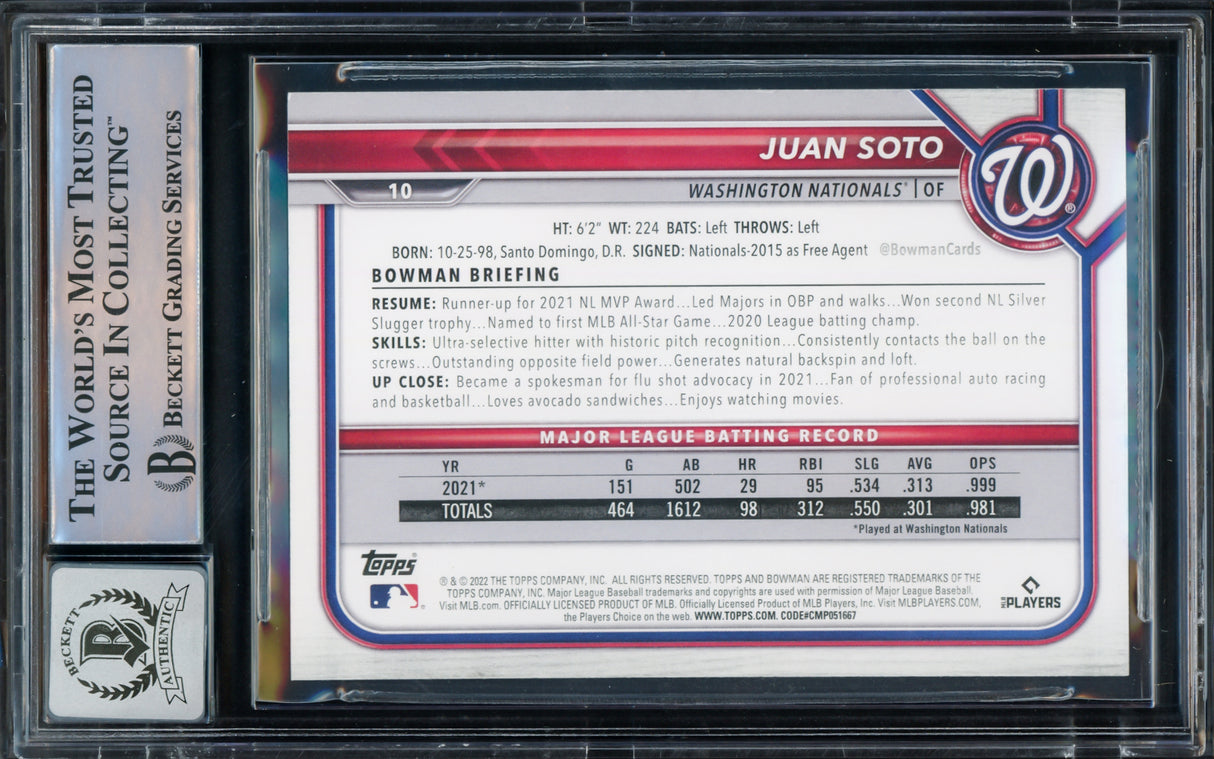 THE WORLD'S MOST TRUSTED
SOURCE IN COLLECTING™
B BECKETT GRADING SERVICES
BECKETT
B
AUTHENTIC
JUAN SOTO
10
WASHINGTON NATIONALS® | OF
W®
HT: 6'2" WT: 224 BATS: Left THROWS: Left
BORN: 10-25-98, Santo Domingo, D.R. SIGNED: Nationals-2015 as Free Agent @BowmanCards
BOWMAN BRIEFING
RESUME: Runner-up for 2021 NL MVP Award...Led Majors in OBP and walks...Won second NL Silver
Slugger trophy...Named to first MLB All-Star Game...2020 League batting champ.
SKILLS: Ultra-selective hitter with historic pitch recognition...Consistently contacts the ball on the
screws...Outstanding opposite field power...Generates natural backspin and loft.
UP CLOSE: Became a spokesman for flu shot advocacy in 2021...Fan of professional auto racing
and basketball...Loves avocado sandwiches...Enjoys watching movies.
MAJOR LEAGUE BATTING RECORD
YR G AB HR RBI SLG AVG OPS
2021* 151 502 29 95 .534 .313 .999
TOTALS 464 1612 98 312 .550 .301 .981
*Played at Washington Nationals
Topps®
® & © 2022 THE TOPPS COMPANY, INC. ALL RIGHTS RESERVED. TOPPS AND BOWMAN ARE REGISTERED TRADEMARKS OF THE
TOPPS COMPANY, INC. Major League Baseball trademarks and copyrights are used with permission of Major League Baseball.
Visit MLB.com. OFFICIALLY LICENSED PRODUCT OF MLB. Officially Licensed Product of MLB Players, Inc. Visit MLBPLAYERS.COM,
the Players Choice on the web. WWW.TOPPS.COM. CODE#CMP051667
MLB PLAYERS